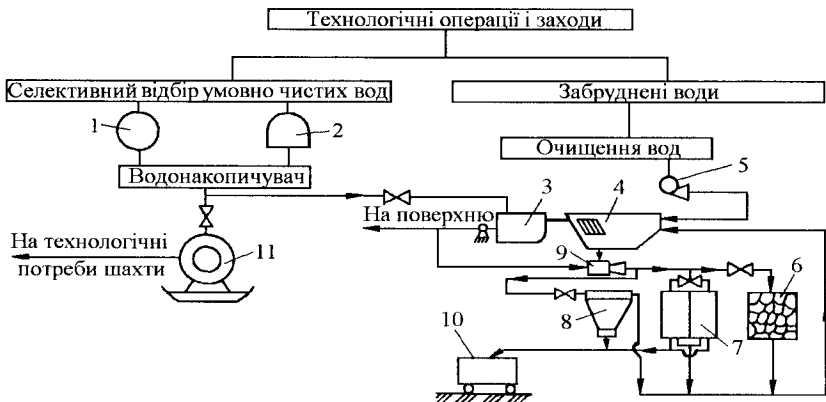 Технологічні операції і заходи
Селективний відбір умовно чистих вод
Забруднені води
1
2
Очищення вод
5
Водонакопичувач
3
4
На поверхню
На технологічні
потреби шахти
11
9
6
8
7
10